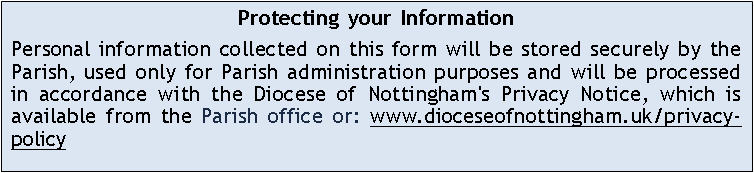 Protecting your Information
Personal information collected on this form will be stored securely by the
Parish, used only for Parish administration purposes and will be processed
in accordance with the Diocese of Nottingham's Privacy Notice, which is
available from the Parish office or: www.dioceseofnottingham.uk/privacy-
policy